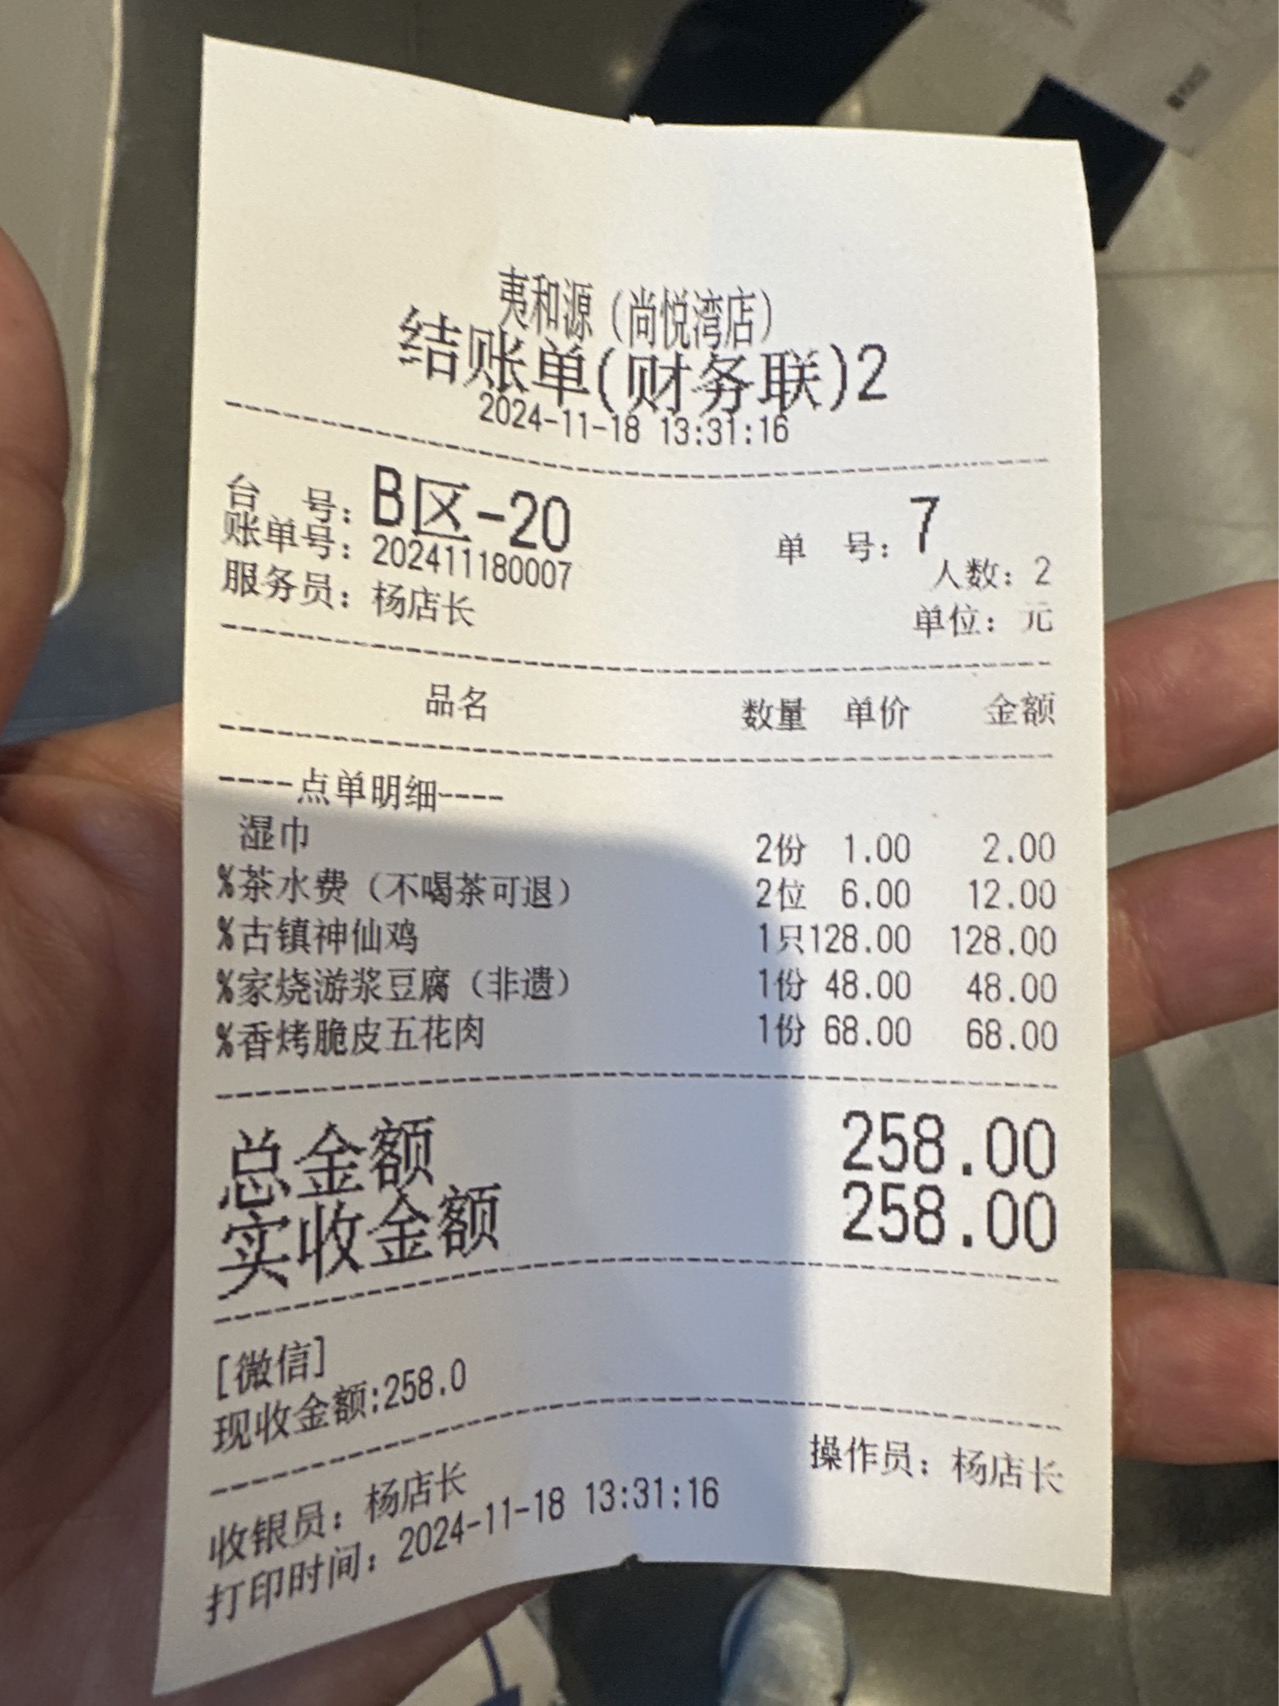 夷和源（尚悦湾店）
结账单(财务联)2
2024-11-18 13:31:16
台 号：B区-20 单 号：7
账单号：202411180007 人数：2
服务员：杨店长 单位：元
品名 数量 单价 金额
----点单明细----
湿巾 2份 1.00 2.00
%茶水费（不喝茶可退） 2位 6.00 12.00
%古镇神仙鸡 1只128.00 128.00
%家烧游浆豆腐（非遗） 1份 48.00 48.00
%香烤脆皮五花肉 1份 68.00 68.00
总金额 258.00
实收金额 258.00
[微信]
现收金额:258.0
收银员：杨店长 操作员：杨店长
打印时间：2024-11-18 13:31:16